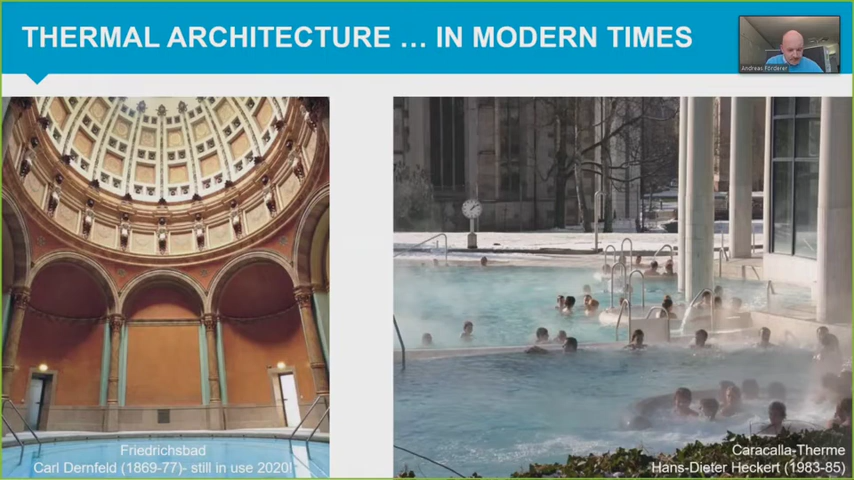 THERMAL ARCHITECTURE … IN MODERN TIMES
Andreas Förderer
Friedrichsbad
Carl Dernfeld (1869-77)- still in use 2020!
Caracalla-Therme
Hans-Dieter Heckert (1983-85)